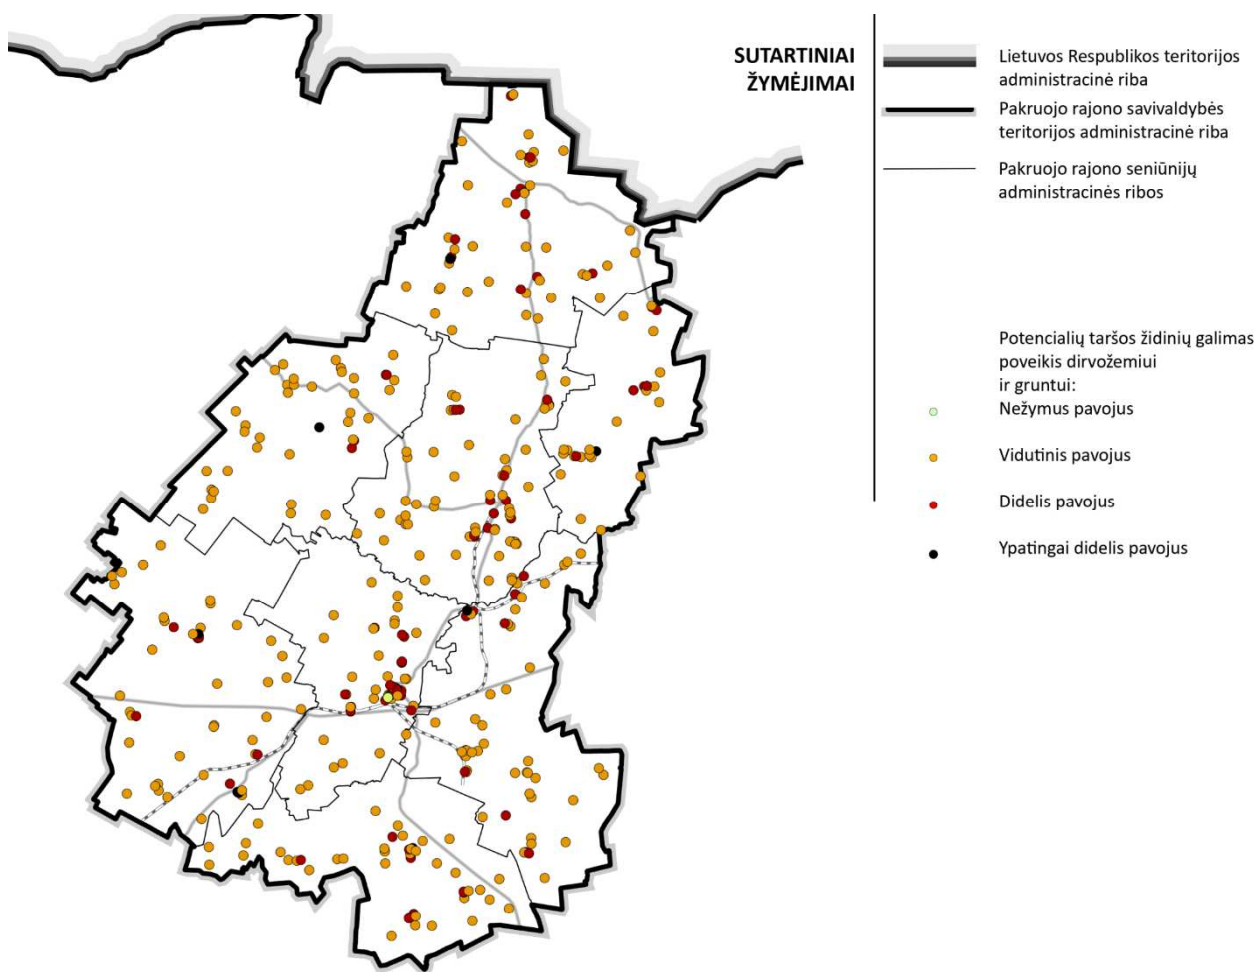 SUTARTINIAI
ŽYMĖJIMAI
Lietuvos Respublikos teritorijos
administracinė riba
Pakruojo rajono savivaldybės
teritorijos administracinė riba
Pakruojo rajono seniūnijų
administracinės ribos
Potencialių taršos židinių galimas
poveikis dirvožemiui
ir gruntui:
Nežymus pavojus
Vidutinis pavojus
Didelis pavojus
Ypatingai didelis pavojus